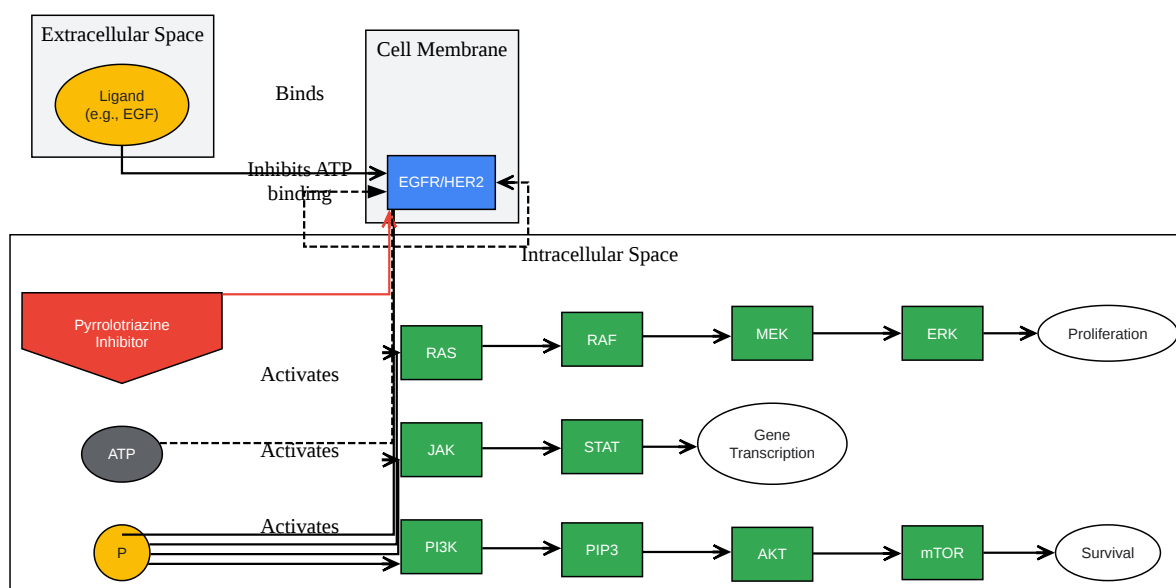 Extracellular Space
Ligand
(e.g., EGF)
Binds
Cell Membrane
Inhibits ATP
binding
EGFR/HER2
Intracellular Space
Pyrrolotriazine
Inhibitor
Activates
RAS
RAF
MEK
ERK
Proliferation
ATP
Activates
JAK
STAT
Gene
Transcription
P
Activates
PI3K
PIP3
AKT
mTOR
Survival